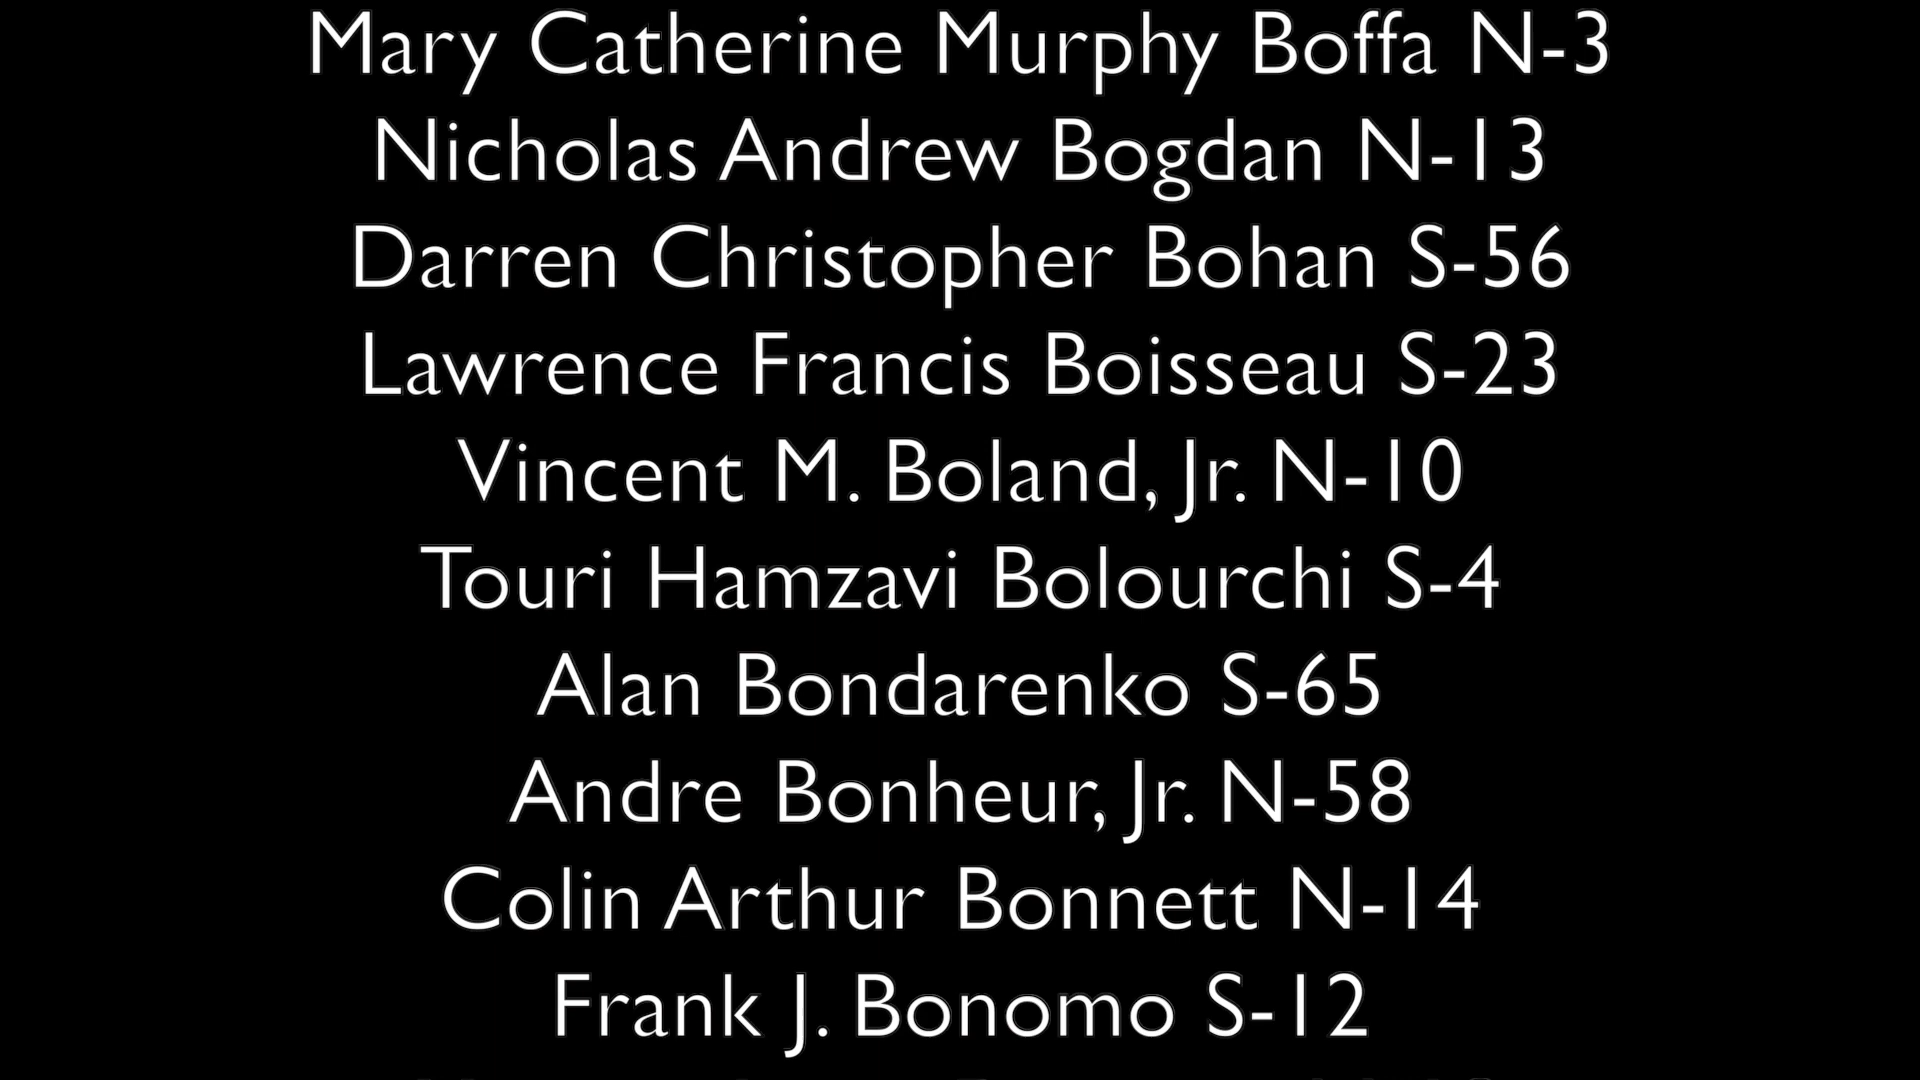 Mary Catherine Murphy Boffa N-3
Nicholas Andrew Bogdan N-13
Darren Christopher Bohan S-56
Lawrence Francis Boisseau S-23
Vincent M. Boland, Jr. N-10
Touri Hamzavi Bolourchi S-4
Alan Bondarenko S-65
Andre Bonheur, Jr. N-58
Colin Arthur Bonnett N-14
Frank J. Bonomo S-12